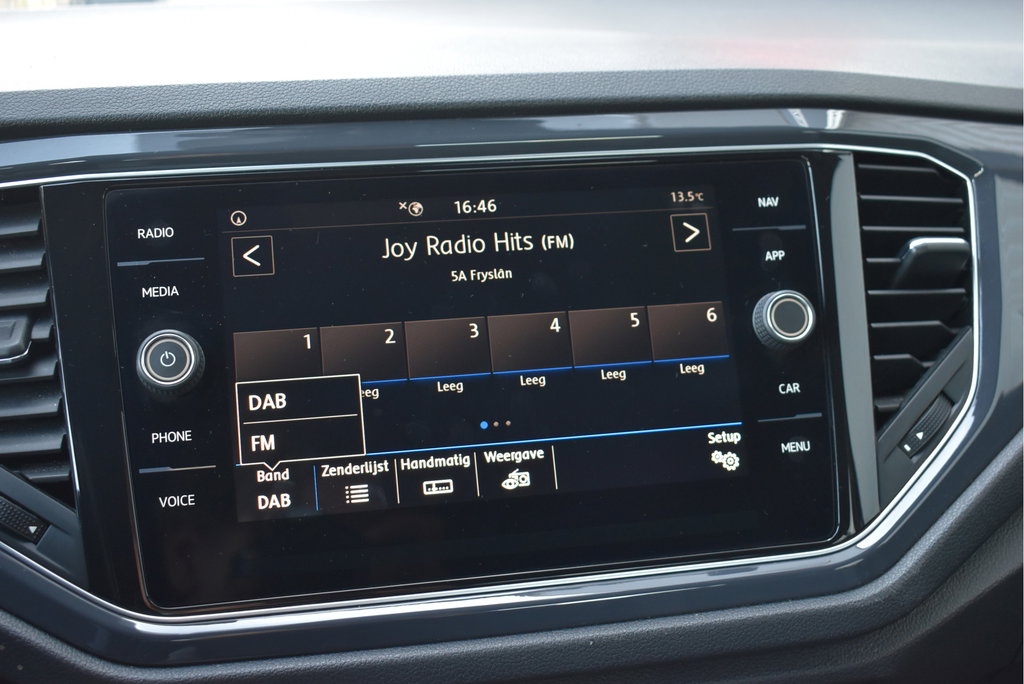 RADIO
MEDIA
PHONE
VOICE
16:46
13.5°C
<
Joy Radio Hits (FM)
>
5A Fryslân
1
2
3
4
5
6
eeg
Leeg
Leeg
Leeg
Leeg
DAB
FM
Band
DAB
Zenderlijst
Handmatig
Weergave
Setup
NAV
APP
CAR
MENU